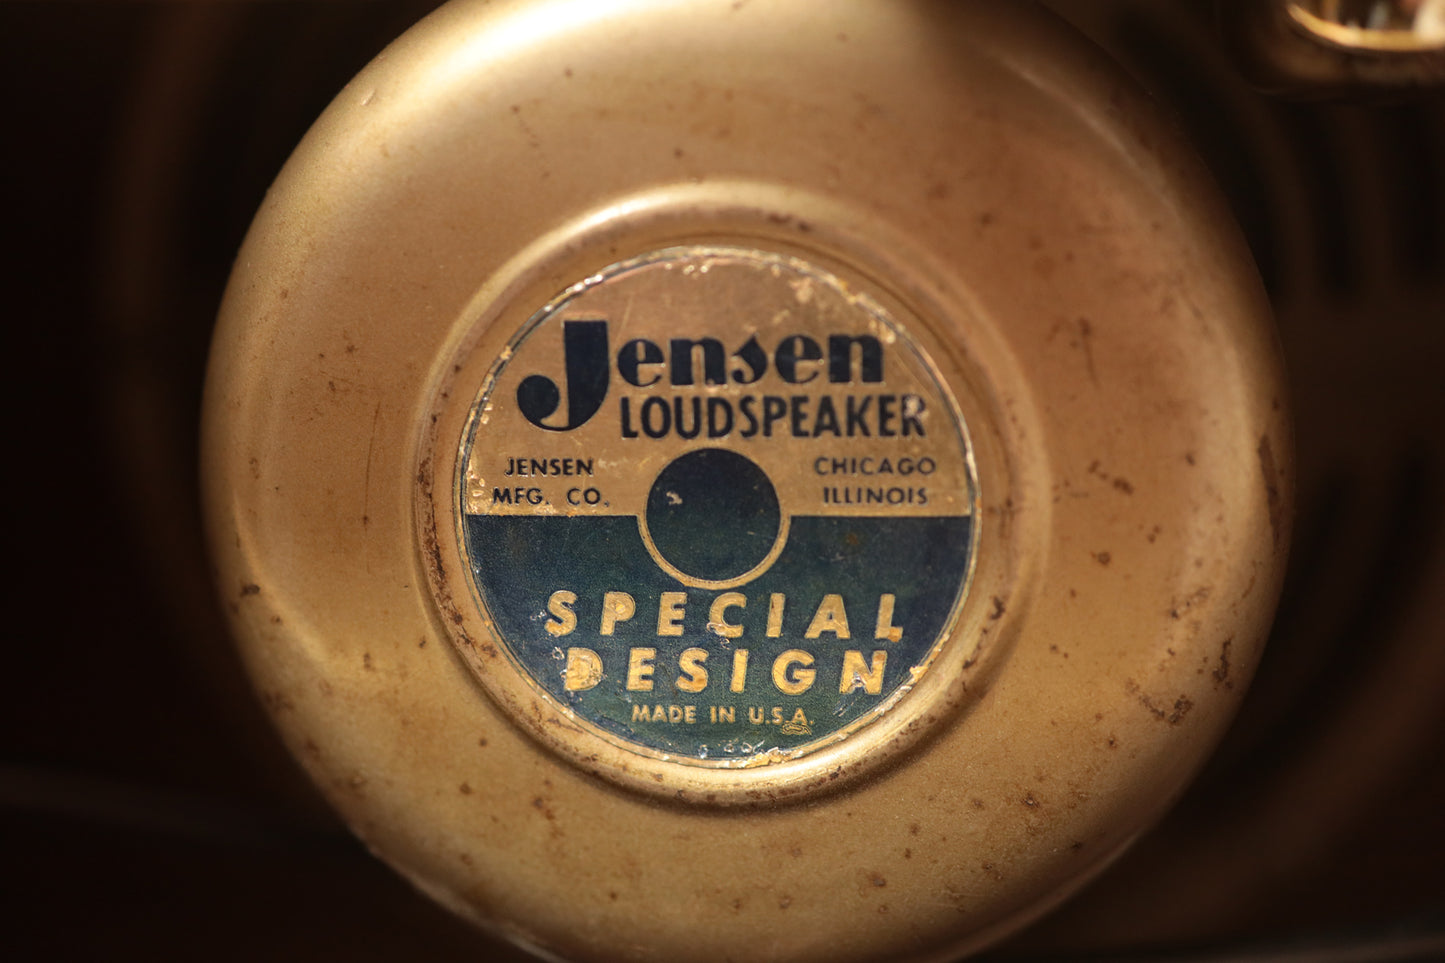 Jensen
LOUDSPEAKER
JENSEN
MFG. CO.
CHICAGO
ILLINOIS
SPECIAL
DESIGN
MADE IN U.S.A.